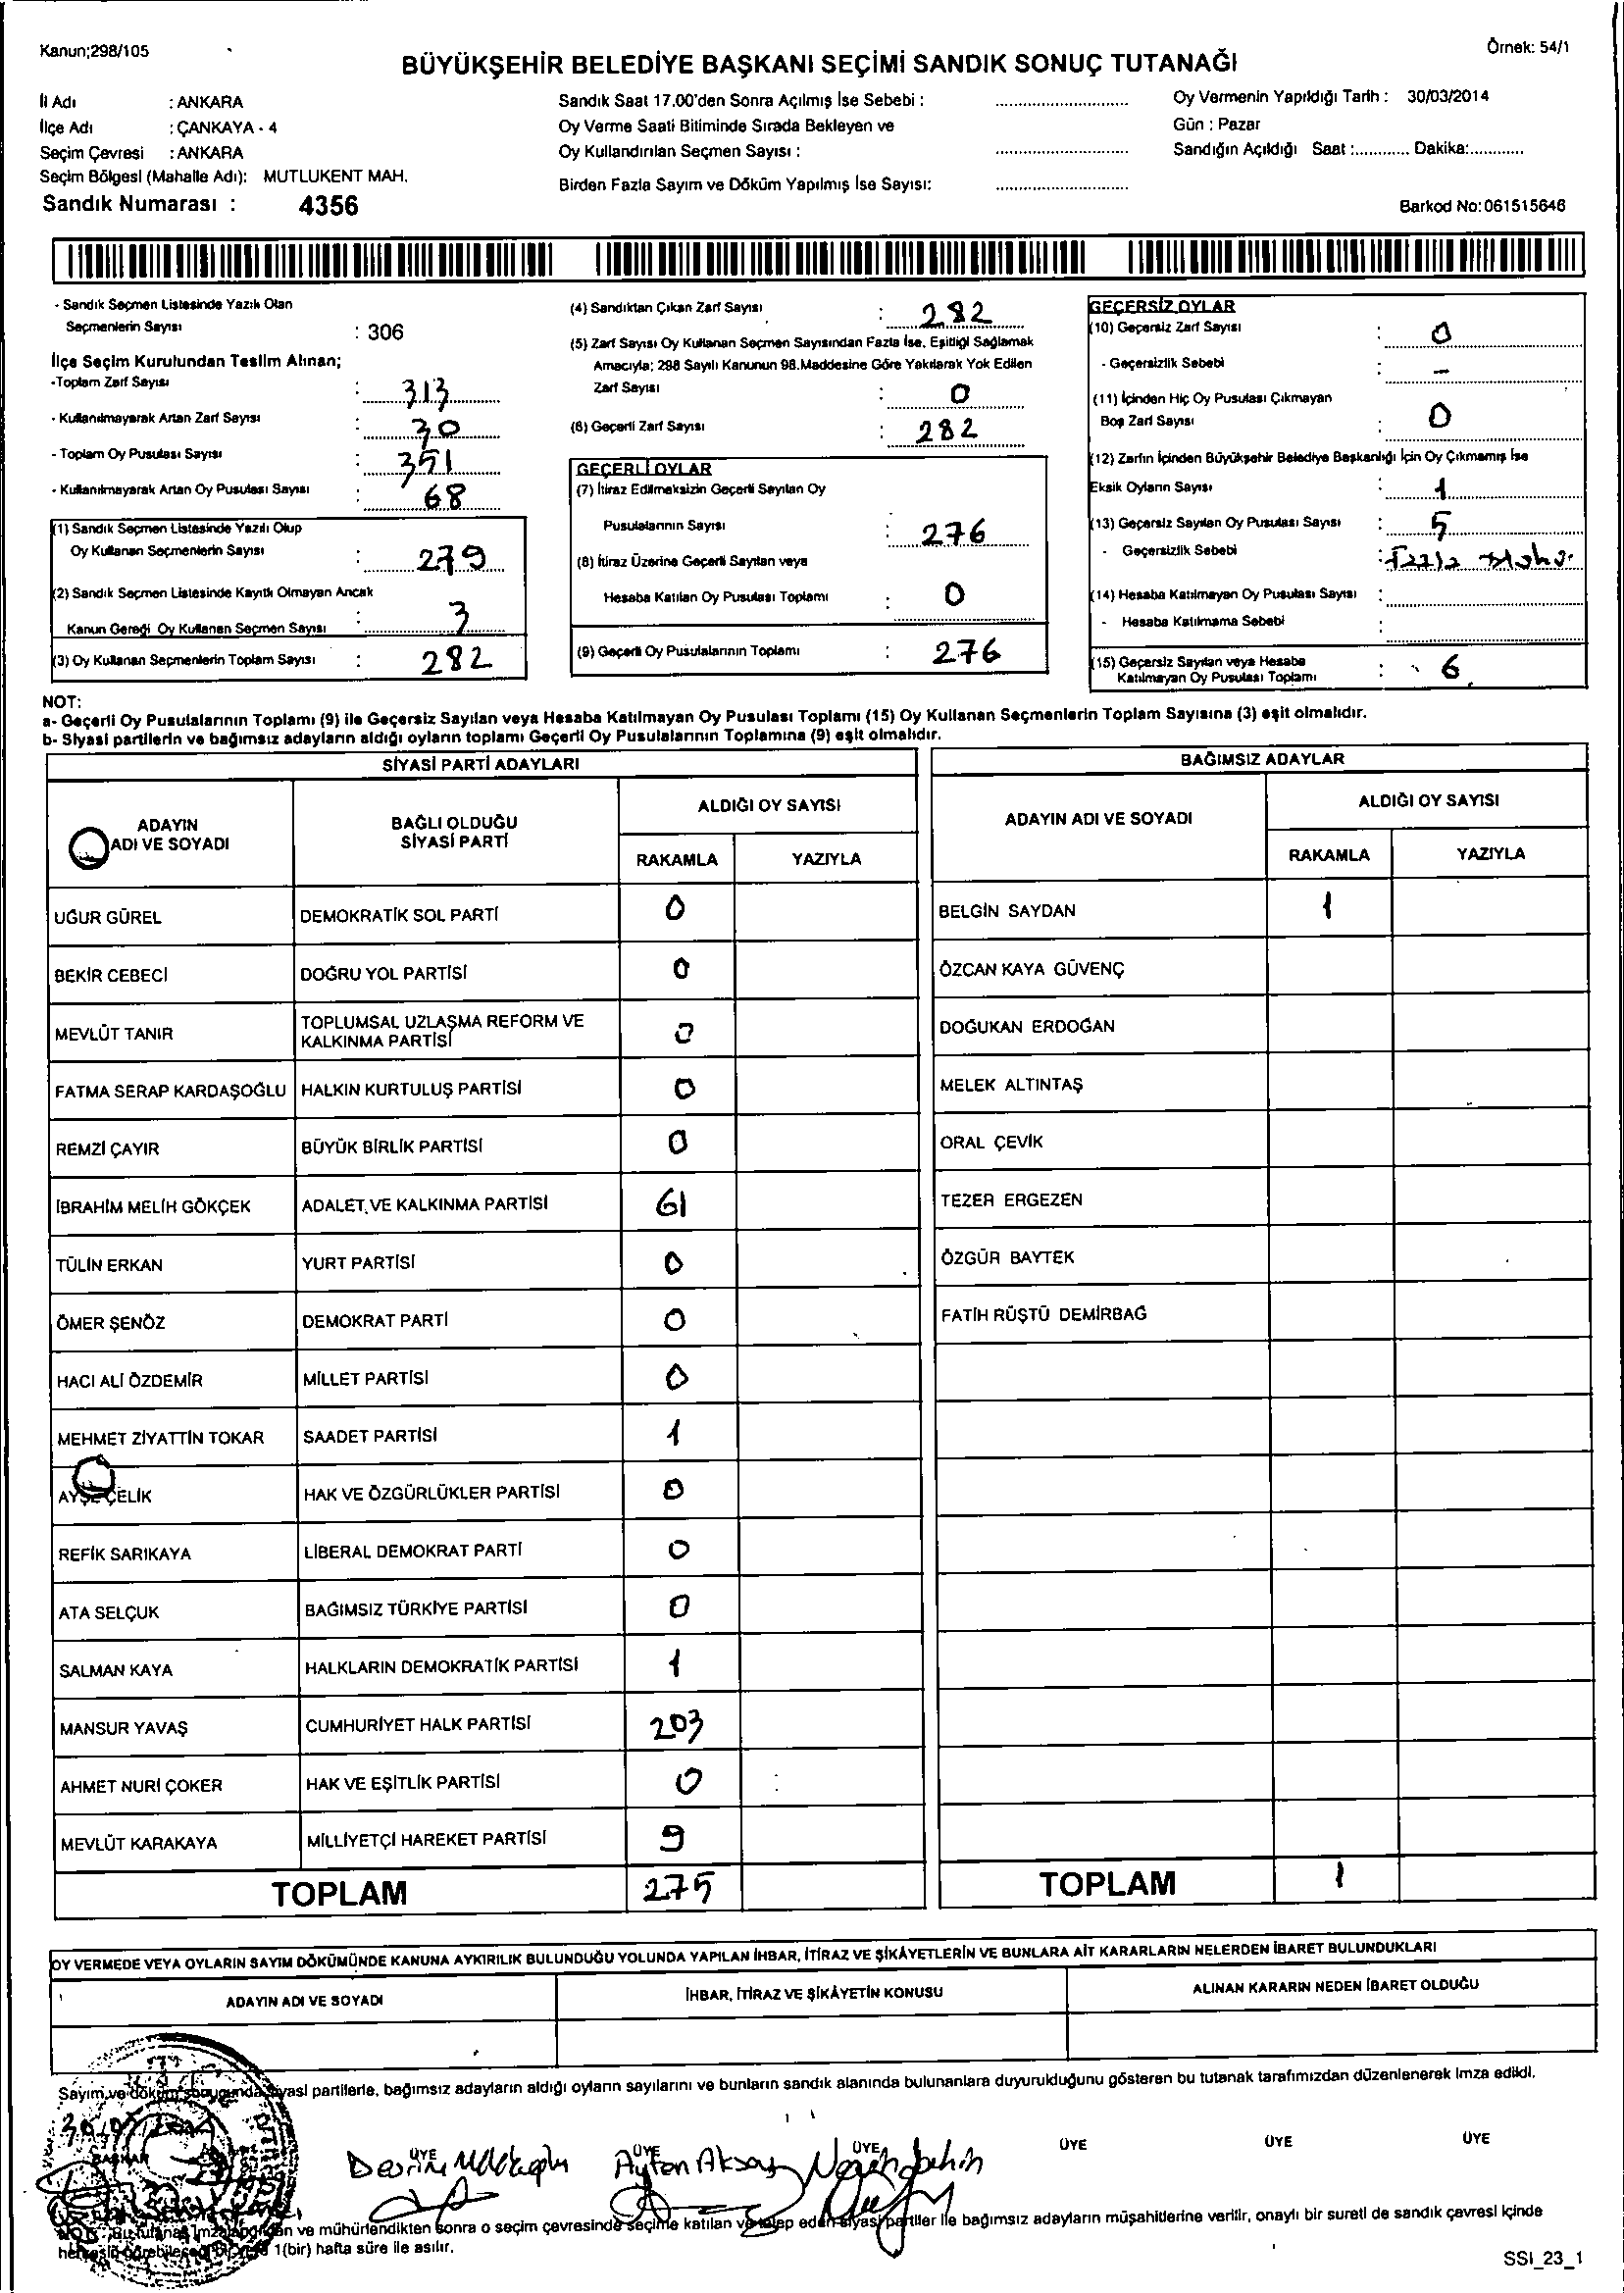 Kanun;298/105
Örnek: 54/1
BÜYÜKŞEHİR BELEDİYE BAŞKANI SEÇİMİ SANDIK SONUÇ TUTANAĞI
İl Adı : ANKARA
İlçe Adı : ÇANKAYA - 4
Seçim Çevresi : ANKARA
Seçim Bölgesi (Mahalle Adı): MUTLUKENT MAH.
Sandık Numarası : 4356
Sandık Saat 17.00'den Sonra Açılmış İse Sebebi :
Oy Verme Saati Bitiminde Sırada Bekleyen ve
Oy Kullandırılan Seçmen Sayısı :
Birden Fazla Sayım ve Döküm Yapılmış İse Sayısı:
Oy Vermenin Yapıldığı Tarih : 30/03/2014
Gün : Pazar
Sandığın Açıldığı Saat :............ Dakika:............
Barkod No:061515646
- Sandık Seçmen Listesinde Yazılı Olan
Seçmenlerin Sayısı : 306
İlçe Seçim Kurulundan Teslim Alınan;
-Toplam Zarf Sayısı : 313
- Kullanılmayarak Artan Zarf Sayısı : 30
- Toplam Oy Pusulası Sayısı : 351
- Kullanılmayarak Artan Oy Pusulası Sayısı : 68
(1) Sandık Seçmen Listesinde Yazılı Olup
Oy Kullanan Seçmenlerin Sayısı : 279
(2) Sandık Seçmen Listesinde Kayıtlı Olmayan Ancak
Kanun Gereği Oy Kullanan Seçmen Sayısı : 3
(3) Oy Kullanan Seçmenlerin Toplam Sayısı : 282
(4) Sandıktan Çıkan Zarf Sayısı : 282
(5) Zarf Sayısı Oy Kullanan Seçmen Sayısından Fazla İse, Eşitliği Sağlamak
Amacıyla; 298 Sayılı Kanunun 98.Maddesine Göre Yakılarak Yok Edilen
Zarf Sayısı : 0
(6) Geçerli Zarf Sayısı : 282
GEÇERLİ OYLAR
(7) İtiraz Edilmeksizin Geçerli Sayılan Oy
Pusulalarının Sayısı : 276
(8) İtiraz Üzerine Geçerli Sayılan veya
Hesaba Katılan Oy Pusulası Toplamı : 0
(9) Geçerli Oy Pusulalarının Toplamı : 276
GEÇERSİZ OYLAR
(10) Geçersiz Zarf Sayısı : 0
- Geçersizlik Sebebi : -
(11) İçinden Hiç Oy Pusulası Çıkmayan
Boş Zarf Sayısı : 0
(12) Zarfın İçinden Büyükşehir Belediye Başkanlığı İçin Oy Çıkmamış İse
Eksik Oyların Sayısı : 1
(13) Geçersiz Sayılan Oy Pusulası Sayısı : 5
- Geçersizlik Sebebi : Fazla mühür
(14) Hesaba Katılmayan Oy Pusulası Sayısı :
- Hesaba Katılmama Sebebi :
(15) Geçersiz Sayılan veya Hesaba
Katılmayan Oy Pusulası Toplamı : 6
NOT:
a- Geçerli Oy Pusulalarının Toplamı (9) ile Geçersiz Sayılan veya Hesaba Katılmayan Oy Pusulası Toplamı (15) Oy Kullanan Seçmenlerin Toplam Sayısına (3) eşit olmalıdır.
b- Siyasi partilerin ve bağımsız adayların aldığı oyların toplamı Geçerli Oy Pusulalarının Toplamına (9) eşit olmalıdır.
SİYASİ PARTİ ADAYLARI
ADAYIN ADI VE SOYADI
BAĞLI OLDUĞU SİYASİ PARTİ
ALDIĞI OY SAYISI
RAKAMLA YAZIYLA
UĞUR GÜREL DEMOKRATİK SOL PARTİ 0
BEKİR CEBECİ DOĞRU YOL PARTİSİ 0
MEVLÜT TANIR TOPLUMSAL UZLAŞMA REFORM VE KALKINMA PARTİSİ 0
FATMA SERAP KARDAŞOĞLU HALKIN KURTULUŞ PARTİSİ 0
REMZİ ÇAYIR BÜYÜK BİRLİK PARTİSİ 0
İBRAHİM MELİH GÖKÇEK ADALET VE KALKINMA PARTİSİ 61
TÜLİN ERKAN YURT PARTİSİ 0
ÖMER ŞENÖZ DEMOKRAT PARTİ 0
HACI ALİ ÖZDEMİR MİLLET PARTİSİ 0
MEHMET ZİYATTİN TOKAR SAADET PARTİSİ 1
AYŞE ÇELİK HAK VE ÖZGÜRLÜKLER PARTİSİ 0
REFİK SARIKAYA LİBERAL DEMOKRAT PARTİ 0
ATA SELÇUK BAĞIMSIZ TÜRKİYE PARTİSİ 0
SALMAN KAYA HALKLARIN DEMOKRATİK PARTİSİ 1
MANSUR YAVAŞ CUMHURİYET HALK PARTİSİ 203
AHMET NURİ ÇOKER HAK VE EŞİTLİK PARTİSİ 0
MEVLÜT KARAKAYA MİLLİYETÇİ HAREKET PARTİSİ 9
TOPLAM 275
BAĞIMSIZ ADAYLAR
ADAYIN ADI VE SOYADI
ALDIĞI OY SAYISI
RAKAMLA YAZIYLA
BELGİN SAYDAN 1
ÖZCAN KAYA GÜVENÇ
DOĞUKAN ERDOĞAN
MELEK ALTINTAŞ
ORAL ÇEVİK
TEZER ERGEZEN
ÖZGÜR BAYTEK
FATİH RÜŞTÜ DEMİRBAĞ
TOPLAM 1
OY VERMEDE VEYA OYLARIN SAYIM DÖKÜMÜNDE KANUNA AYKIRILIK BULUNDUĞU YOLUNDA YAPILAN İHBAR, İTİRAZ VE ŞİKÂYETLERİN VE BUNLARA AİT KARARLARIN NELERDEN İBARET BULUNDUKLARI
ADAYIN ADI VE SOYADI
İHBAR, İTİRAZ VE ŞİKÂYETİN KONUSU
ALINAN KARARIN NEDEN İBARET OLDUĞU
Sayım ve döküm sonucunda siyasi partilerle, bağımsız adayların aldığı oyların sayılarını ve bunların sandık alanında bulunanlara duyurulduğunu gösteren bu tutanak tarafımızdan düzenlenerek imza edildi.
BAŞKAN ÜYE ÜYE ÜYE ÜYE ÜYE ÜYE
Ayten Aksoy
ve mühürlendikten sonra o seçim çevresinde seçime katılan ve talep eden siyasi partiler ile bağımsız adayların müşahitlerine verilir, onaylı bir sureti de sandık çevresi içinde
1(bir) hafta süre ile asılır.
SSI_23_1